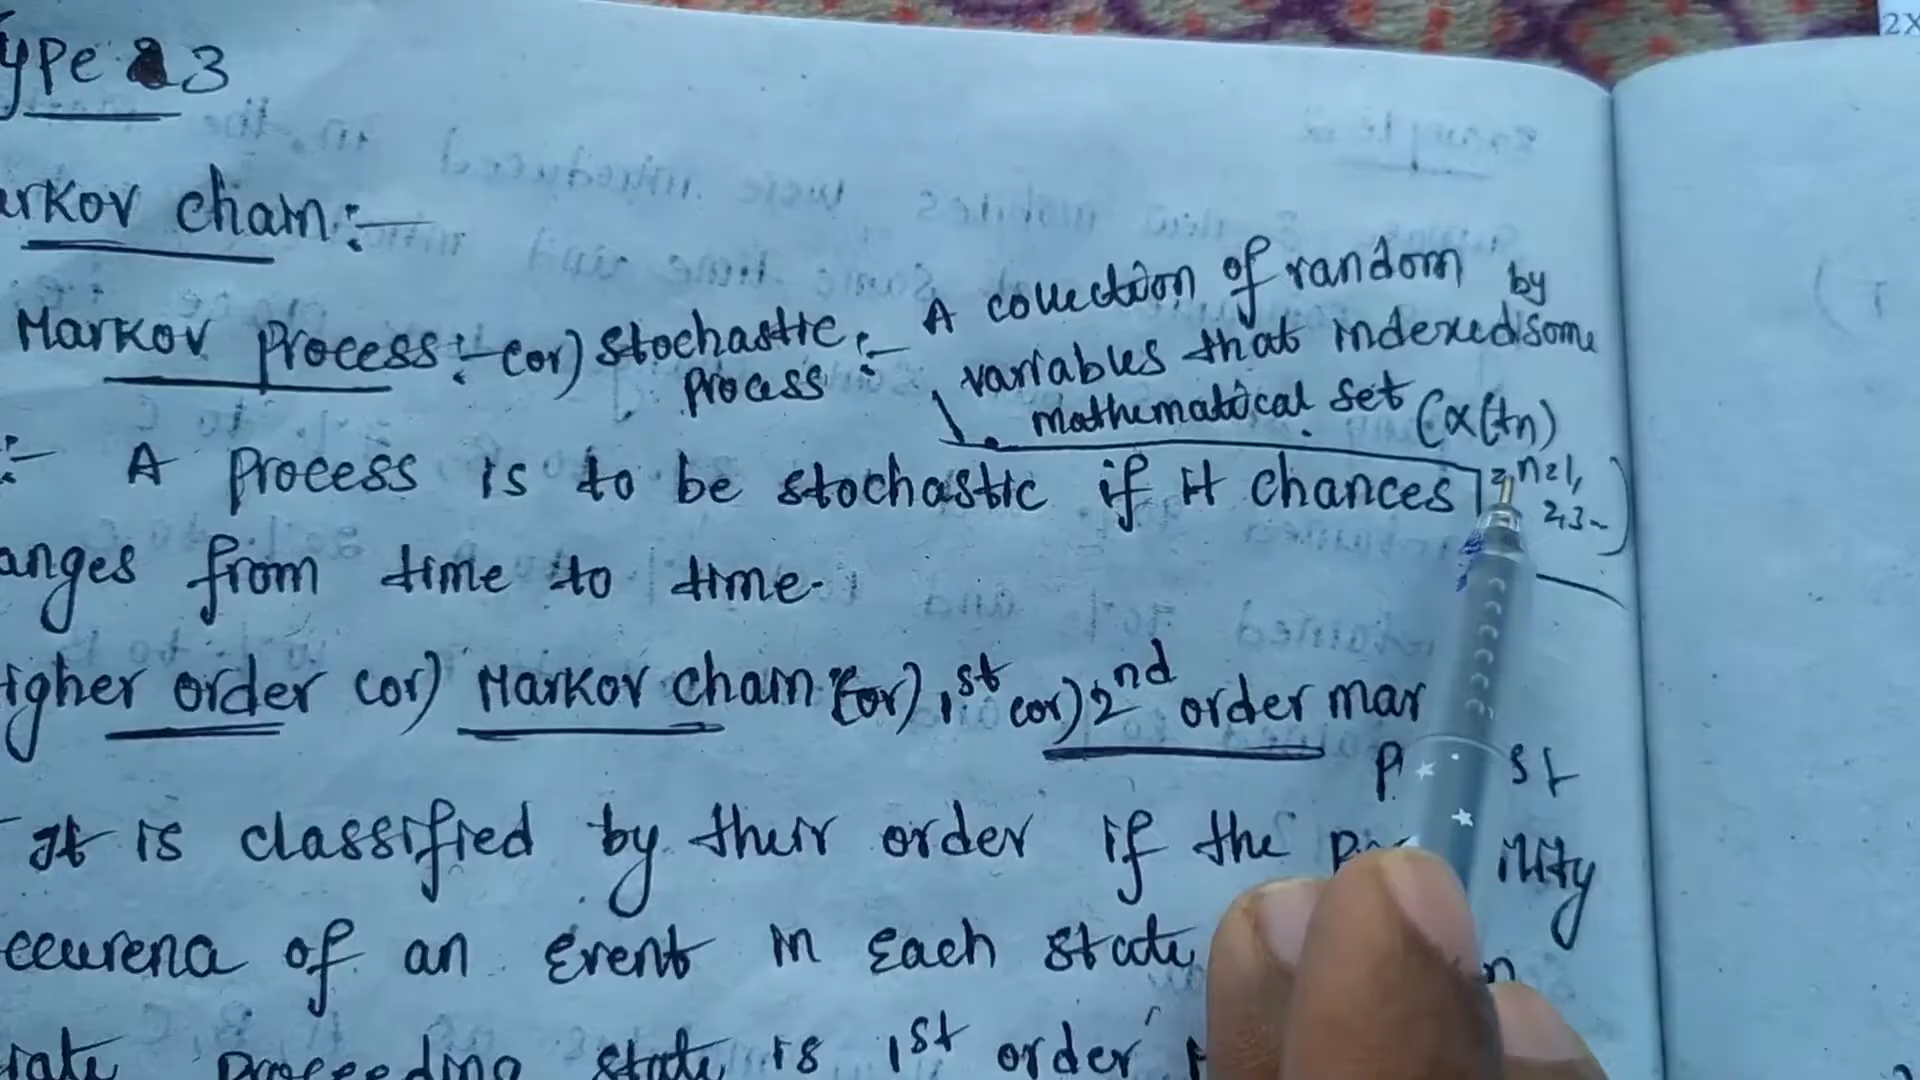 ype 3
arkov chain:-
Markov Process:- (or) stochastic process:- A collection of random
variables that indexed by some
mathematical set (x(tn)
n=1,
2,3-)
:- A process is to be stochastic if it chances
anges from time to time.
igher order (or) Markov chain (or) 1st (or) 2nd order mar
It is classified by their order if the
ccurena of an event in each state
proceeding state is 1st order
2X